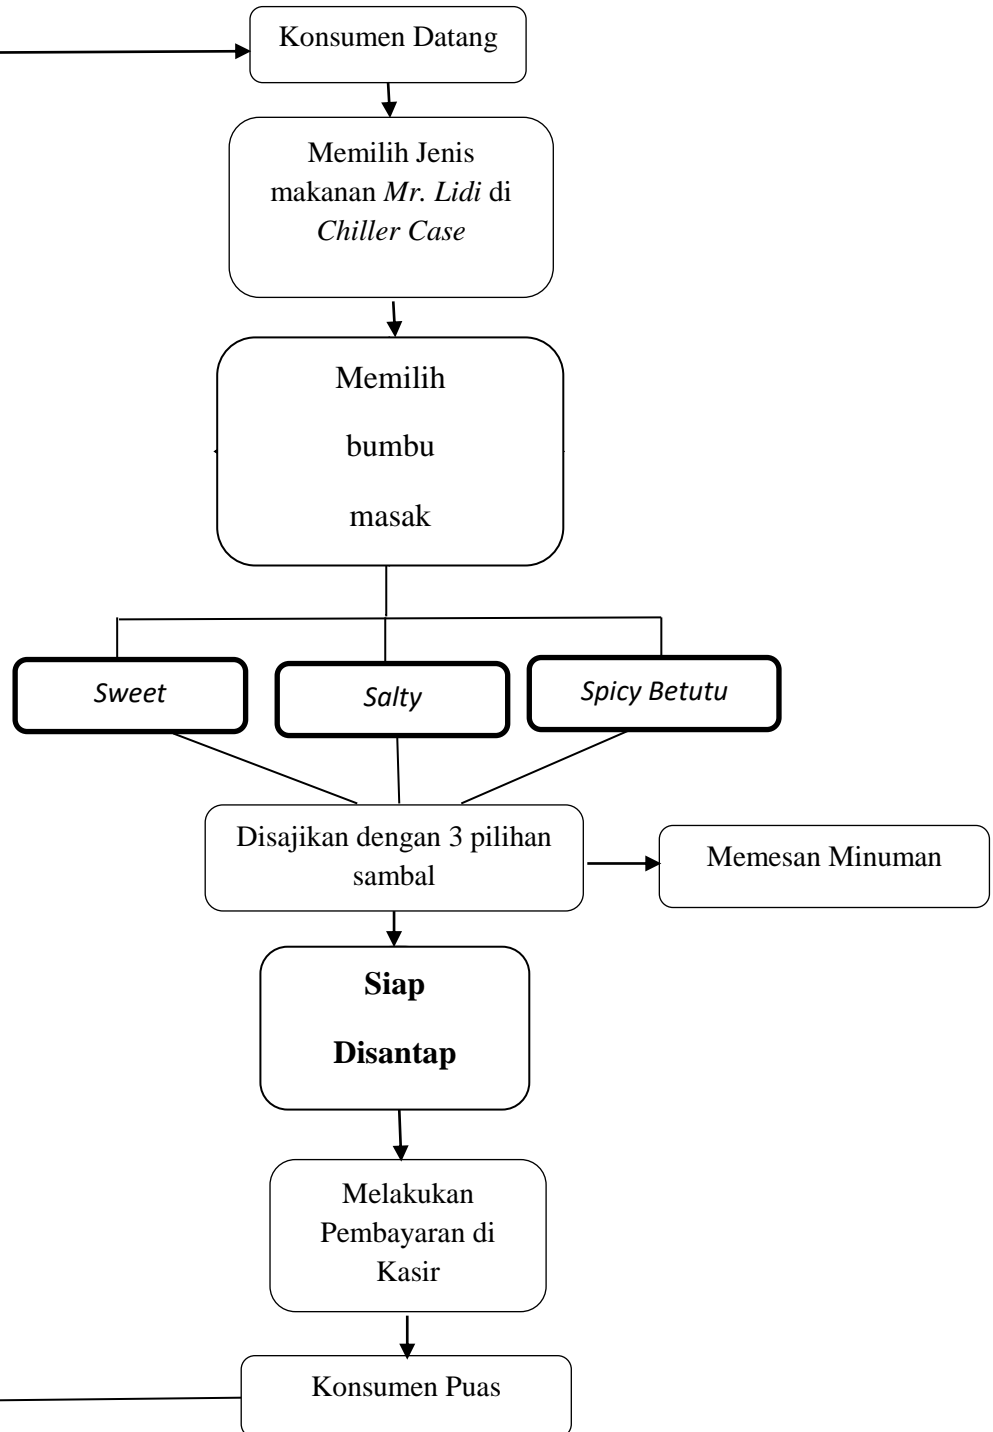 Konsumen Datang
Memilih Jenis
makanan Mr. Lidi di
Chiller Case
Memilih
bumbu
masak
Sweet
Salty
Spicy Betutu
Disajikan dengan 3 pilihan
sambal
Memesan Minuman
Siap
Disantap
Melakukan
Pembayaran di
Kasir
Konsumen Puas